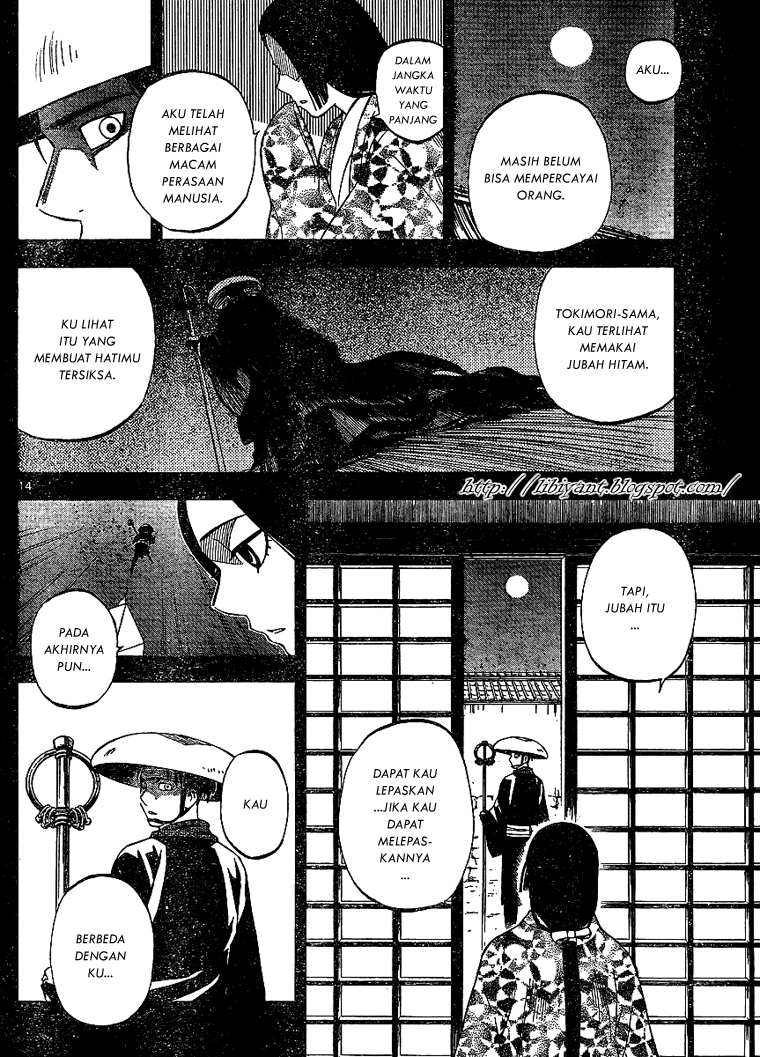 AKU...
MASIH BELUM
BISA MEMPERCAYAI
ORANG.
DALAM
JANGKA
WAKTU
YANG
PANJANG
AKU TELAH
MELIHAT
BERBAGAI
MACAM
PERASAAN
MANUSIA.
TOKIMORI-SAMA,
KAU TERLIHAT
MEMAKAI
JUBAH HITAM.
KU LIHAT
ITU YANG
MEMBUAT HATIMU
TERSIKSA.
14
http://libiyant.blogspot.com/
TAPI,
JUBAH ITU
...
DAPAT KAU
LEPASKAN
...JIKA KAU
DAPAT
MELEPAS-
KANNYA
...
PADA
AKHIRNYA
PUN...
KAU
BERBEDA
DENGAN
KU...